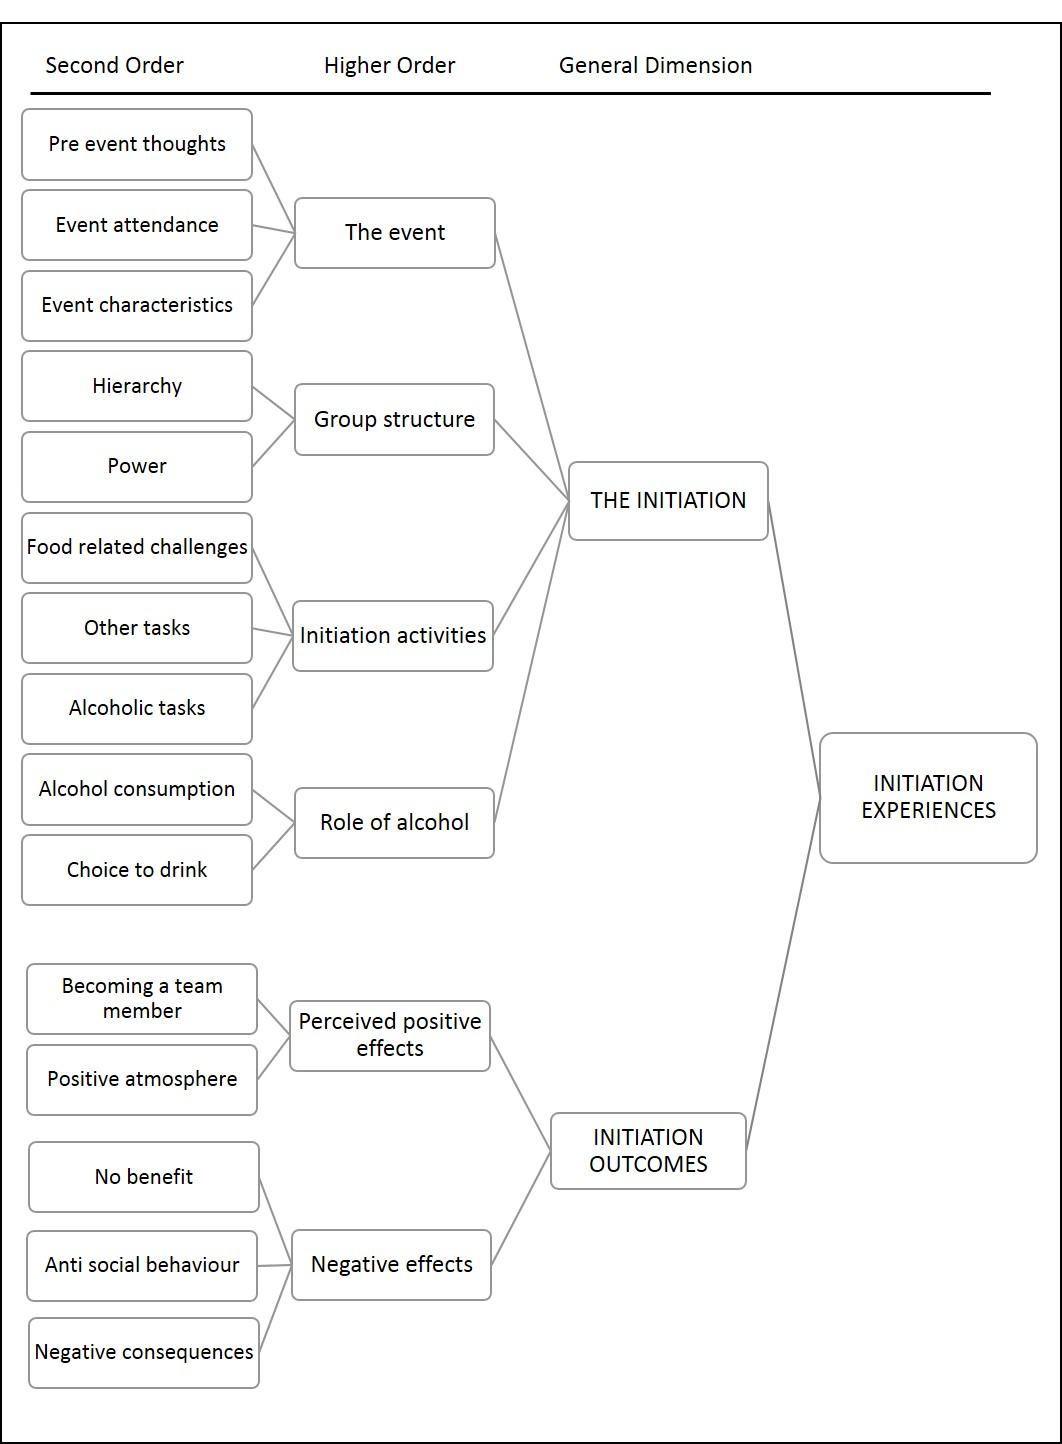 Second Order
Higher Order
General Dimension
Pre event thoughts
Event attendance
Event characteristics
The event
Hierarchy
Power
Group structure
Food related challenges
Other tasks
Alcoholic tasks
Initiation activities
Alcohol consumption
Choice to drink
Role of alcohol
THE INITIATION
Becoming a team
member
Positive atmosphere
Perceived positive
effects
No benefit
Anti social behaviour
Negative consequences
Negative effects
INITIATION
OUTCOMES
INITIATION
EXPERIENCES